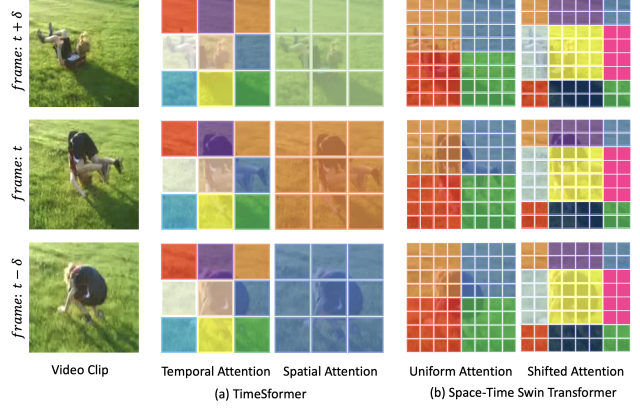 frame: t + δ
frame: t
frame: t − δ
Video Clip
Temporal Attention
Spatial Attention
Uniform Attention
Shifted Attention
(a) TimeSformer
(b) Space-Time Swin Transformer